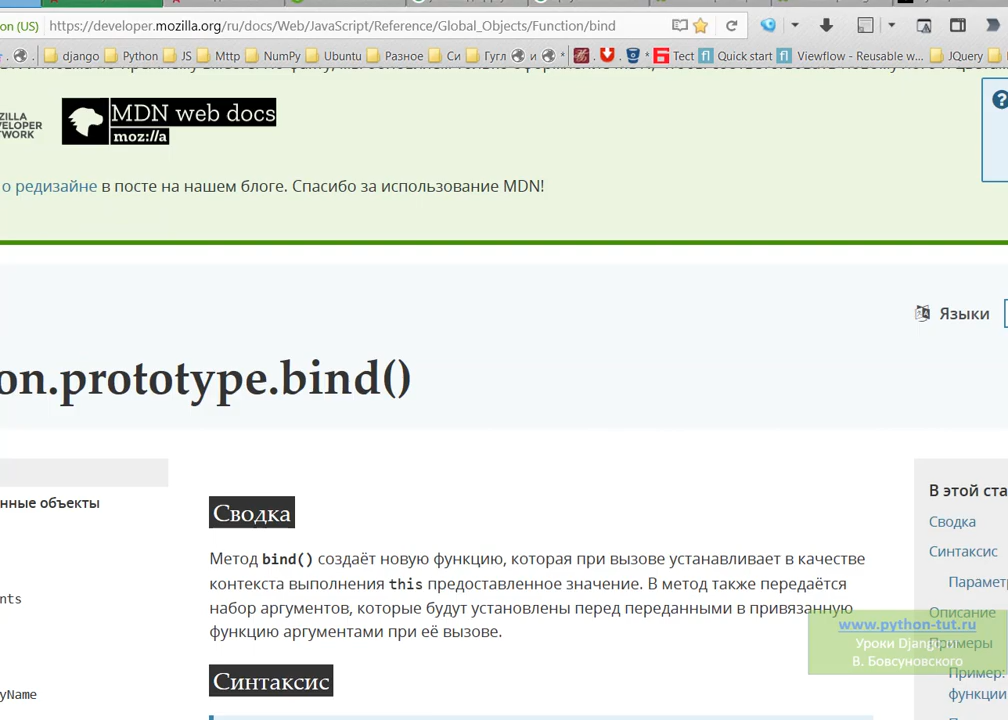 on (US) https://developer.mozilla.org/ru/docs/Web/JavaScript/Reference/Global_Objects/Function/bind
django Python JS Mttp NumPy Ubuntu Разное Си Гугл и * . * Тест Quick start Viewflow - Reusable w... JQuery
ZILLA
VELOPER
TWORK
MDN web docs
moz://a
о редизайне в посте на нашем блоге. Спасибо за использование MDN!
Языки
on.prototype.bind()
нные объекты
Сводка
Метод bind() создаёт новую функцию, которая при вызове устанавливает в качестве
контекста выполнения this предоставленное значение. В метод также передаётся
набор аргументов, которые будут установлены перед переданными в привязанную
функцию аргументами при её вызове.
Синтаксис
nts
yName
В этой ста
Сводка
Синтаксис
Парамет
Описание
Примеры
Пример:
функции
www.python-tut.ru
Уроки Django и
В. Бовсуновского